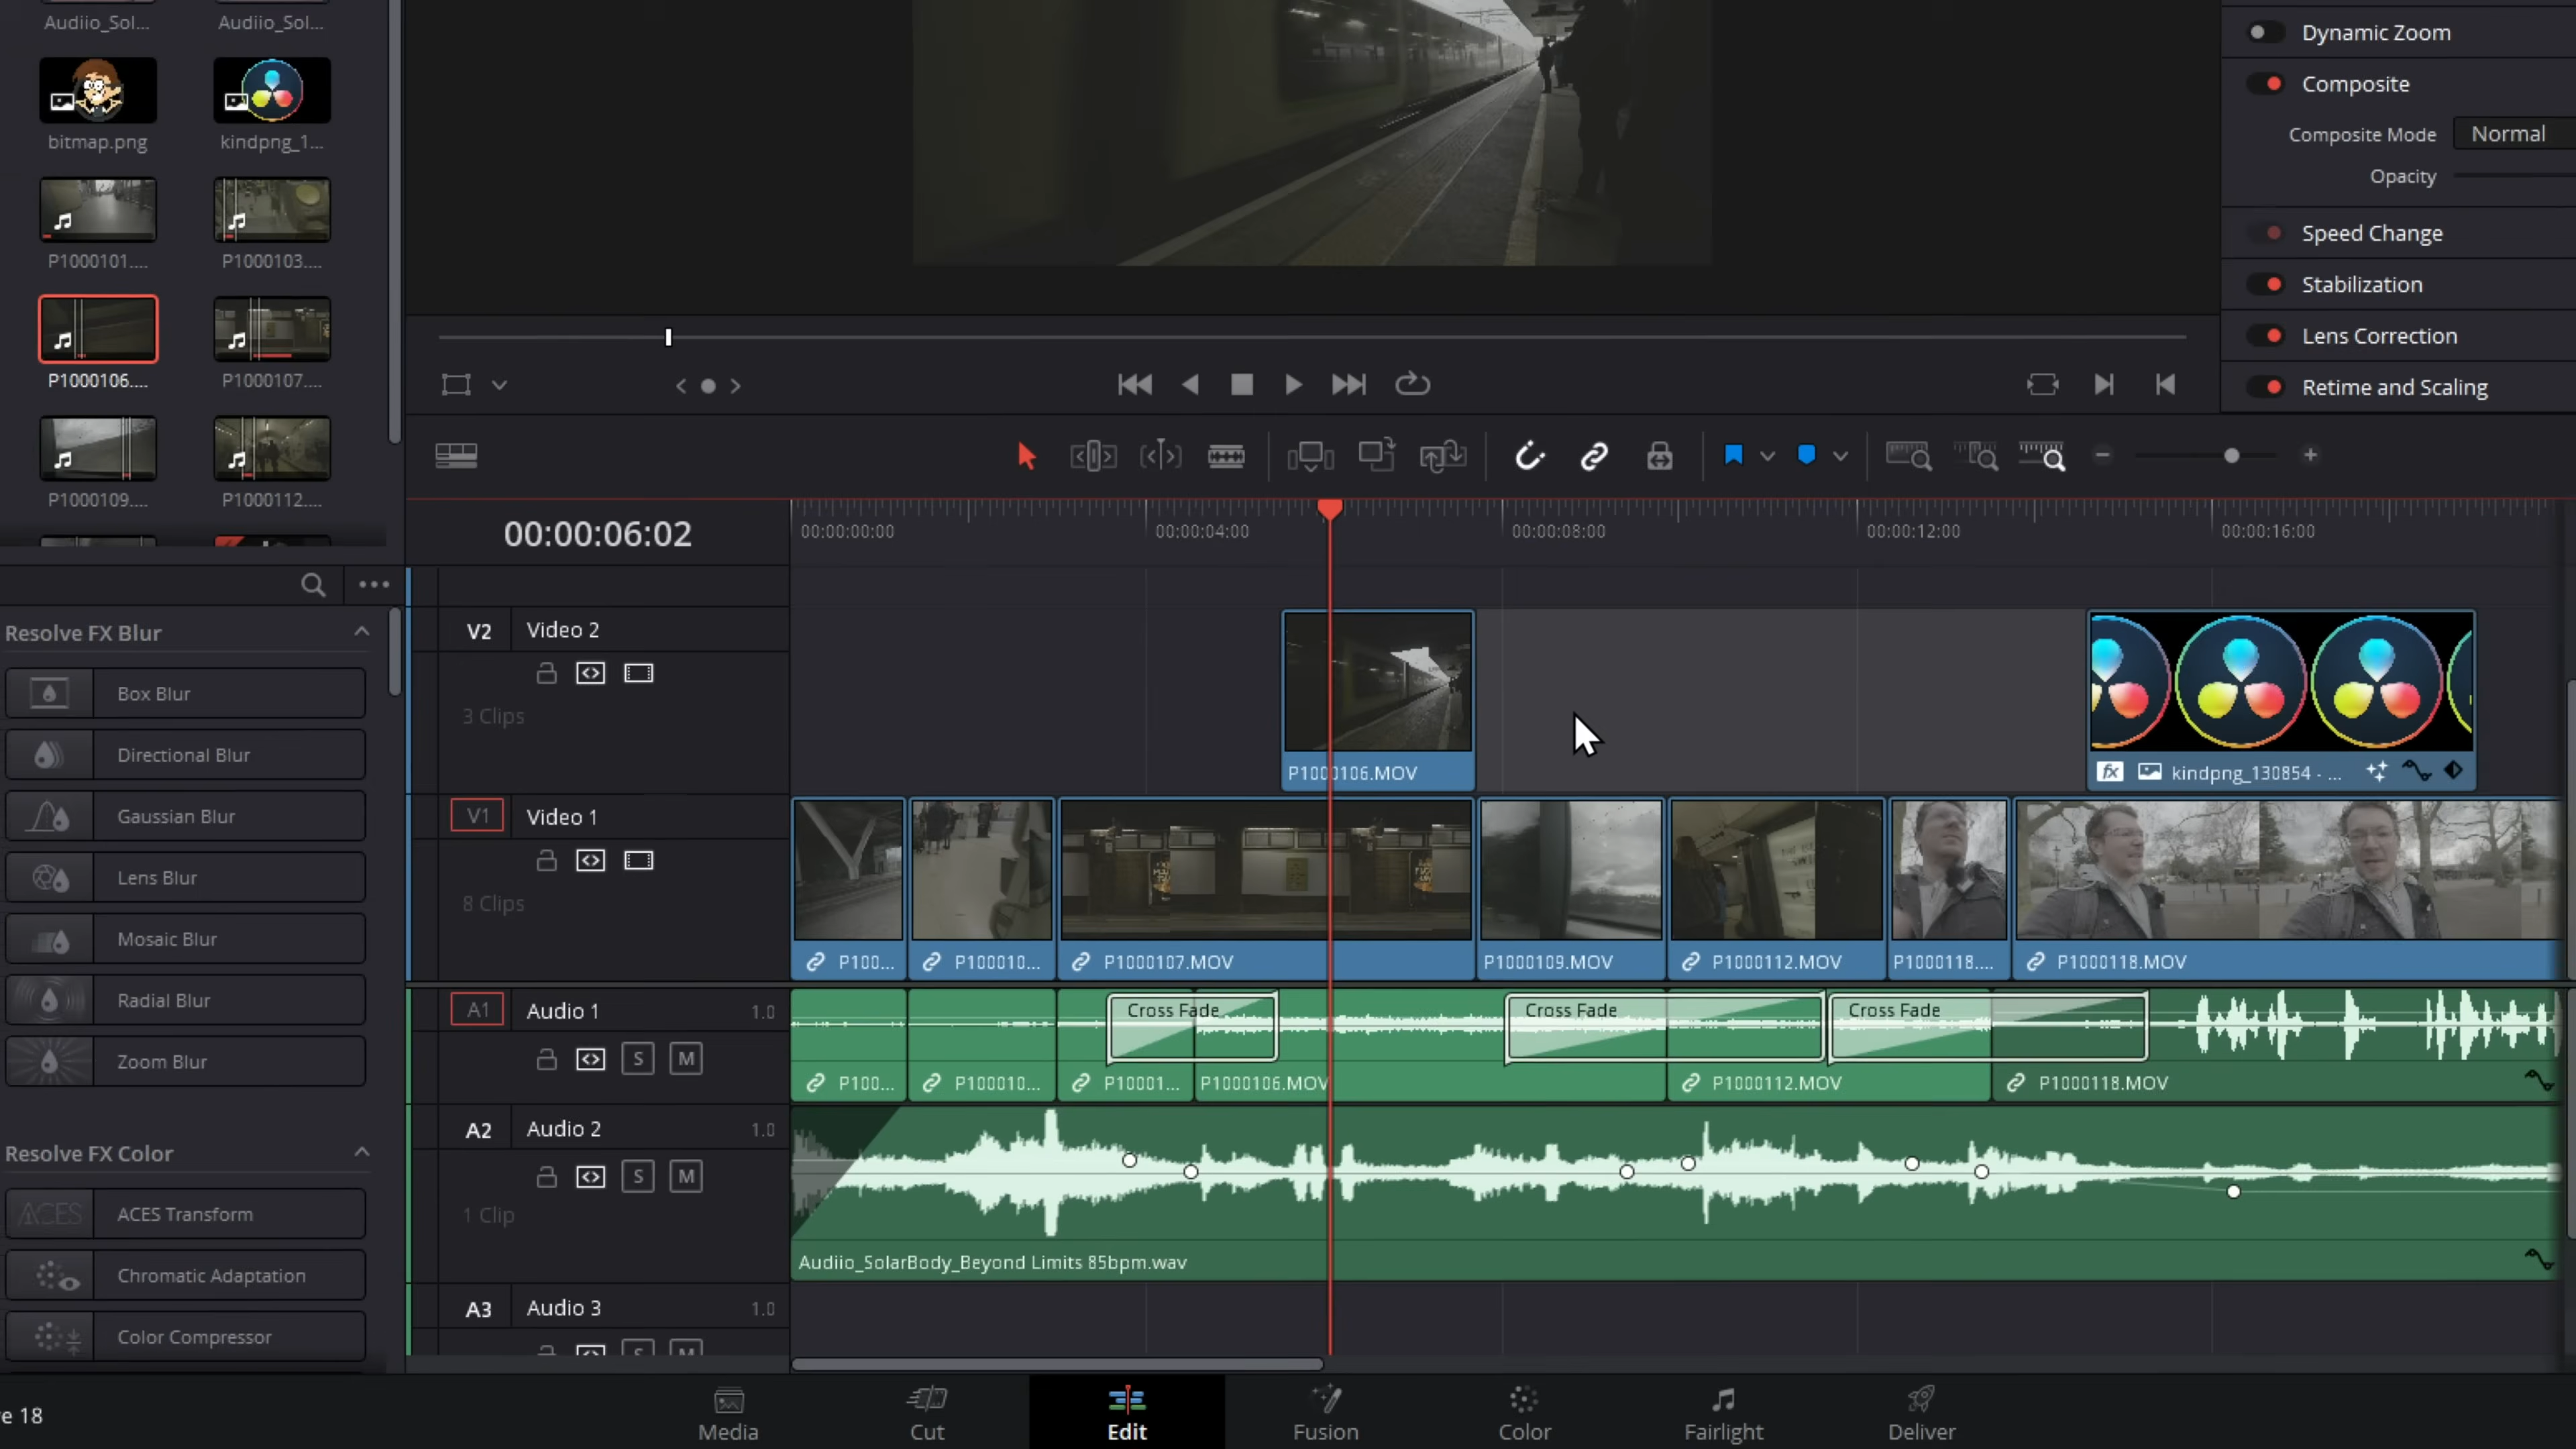 Audiio_Sol... Audiio_Sol...
bitmap.png kindpng_1...
P1000101.... P1000103....
P1000106.... P1000107....
P1000109.... P1000112....
Dynamic Zoom
Composite
Composite Mode Normal
Opacity
Speed Change
Stabilization
Lens Correction
Retime and Scaling
00:00:06:02
00:00:00:00 00:00:04:00 00:00:08:00 00:00:12:00 00:00:16:00
Resolve FX Blur
Box Blur
Directional Blur
Gaussian Blur
Lens Blur
Mosaic Blur
Radial Blur
Zoom Blur
Resolve FX Color
ACES ACES Transform
Chromatic Adaptation
Color Compressor
V2 Video 2
3 Clips
P1000106.MOV
fx kindpng_130854 - ...
V1 Video 1
8 Clips
P100... P100010... P1000107.MOV P1000109.MOV P1000112.MOV P1000118.... P1000118.MOV
A1 Audio 1 1.0
S M
Cross Fade Cross Fade Cross Fade
P100... P100010... P10001... P1000106.MOV P1000112.MOV P1000118.MOV
A2 Audio 2 1.0
S M
1 Clip
Audiio_SolarBody_Beyond Limits 85bpm.wav
A3 Audio 3 1.0
S M
e 18
Media Cut Edit Fusion Color Fairlight Deliver